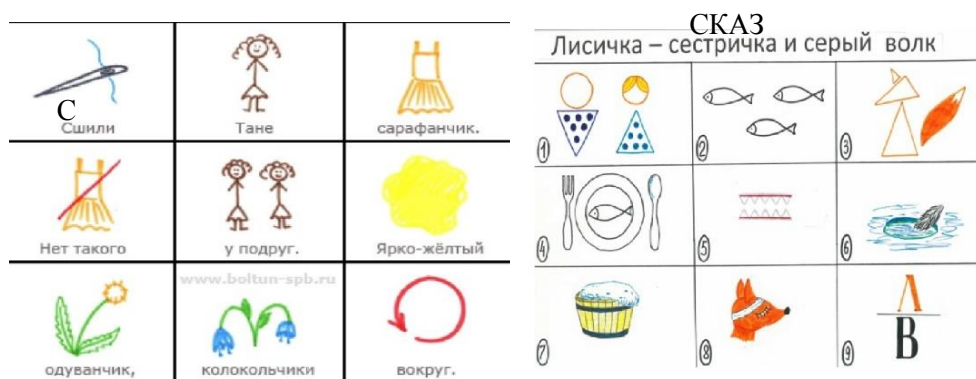 С
Сшили
Тане
сарафанчик.
Нет такого
у подруг.
Ярко-жёлтый
www.boltun-spb.ru
одуванчик,
колокольчики
вокруг.
СКАЗ
Лисичка – сестричка и серый волк
1
2
3
4
5
6
7
8
9
Л
В